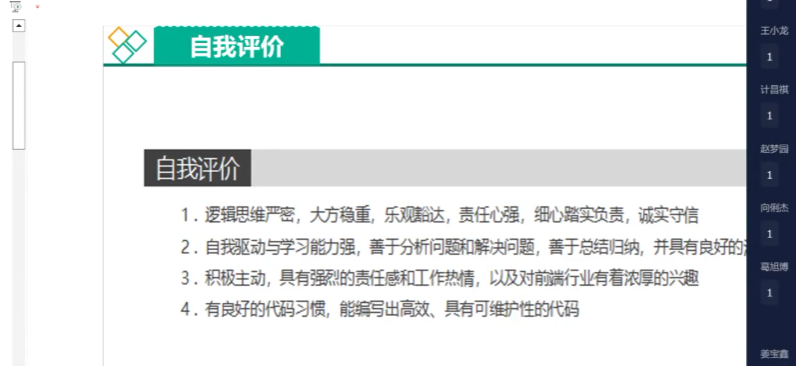 自我评价
自我评价
1．逻辑思维严密，大方稳重，乐观豁达，责任心强，细心踏实负责，诚实守信
2．自我驱动与学习能力强，善于分析问题和解决问题，善于总结归纳，并具有良好的
3．积极主动，具有强烈的责任感和工作热情，以及对前端行业有着浓厚的兴趣
4．有良好的代码习惯，能编写出高效、具有可维护性的代码
王小龙
1
计昌祺
1
赵梦园
1
向俐杰
1
葛旭博
1
姜宝鑫